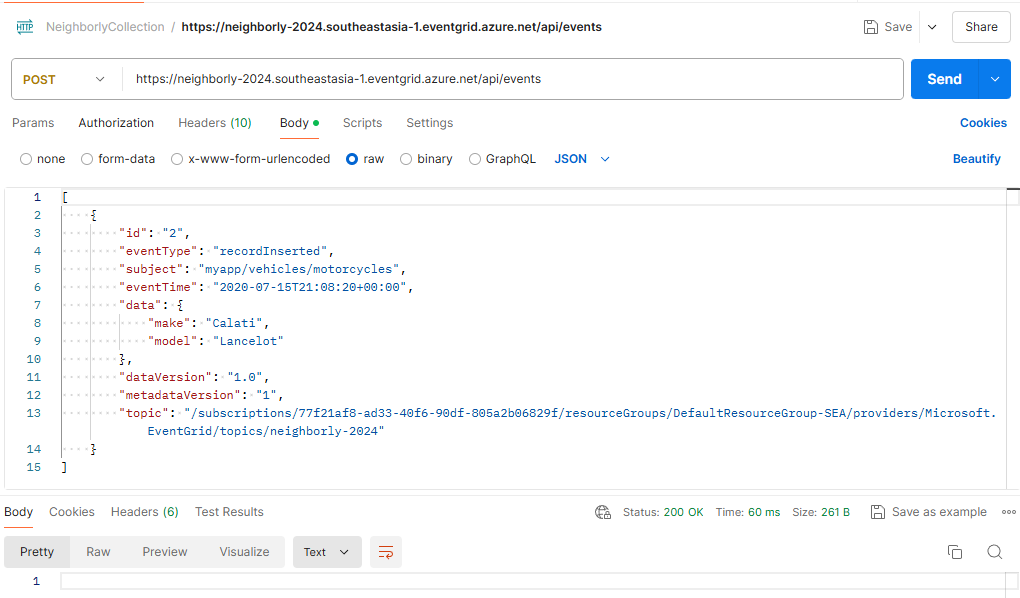 HTTP NeighborlyCollection / https://neighborly-2024.southeastasia-1.eventgrid.azure.net/api/events Save Share
POST https://neighborly-2024.southeastasia-1.eventgrid.azure.net/api/events Send
Params Authorization Headers (10) Body Scripts Settings Cookies
none form-data x-www-form-urlencoded raw binary GraphQL JSON Beautify
1 [
2 {
3 "id": "2",
4 "eventType": "recordInserted",
5 "subject": "myapp/vehicles/motorcycles",
6 "eventTime": "2020-07-15T21:08:20+00:00",
7 "data": {
8 "make": "Calati",
9 "model": "Lancelot"
10 },
11 "dataVersion": "1.0",
12 "metadataVersion": "1",
13 "topic": "/subscriptions/77f21af8-ad33-40f6-90df-805a2b06829f/resourceGroups/DefaultResourceGroup-SEA/providers/Microsoft.
EventGrid/topics/neighborly-2024"
14 }
15 ]
Body Cookies Headers (6) Test Results Status: 200 OK Time: 60 ms Size: 261 B Save as example
Pretty Raw Preview Visualize Text
1